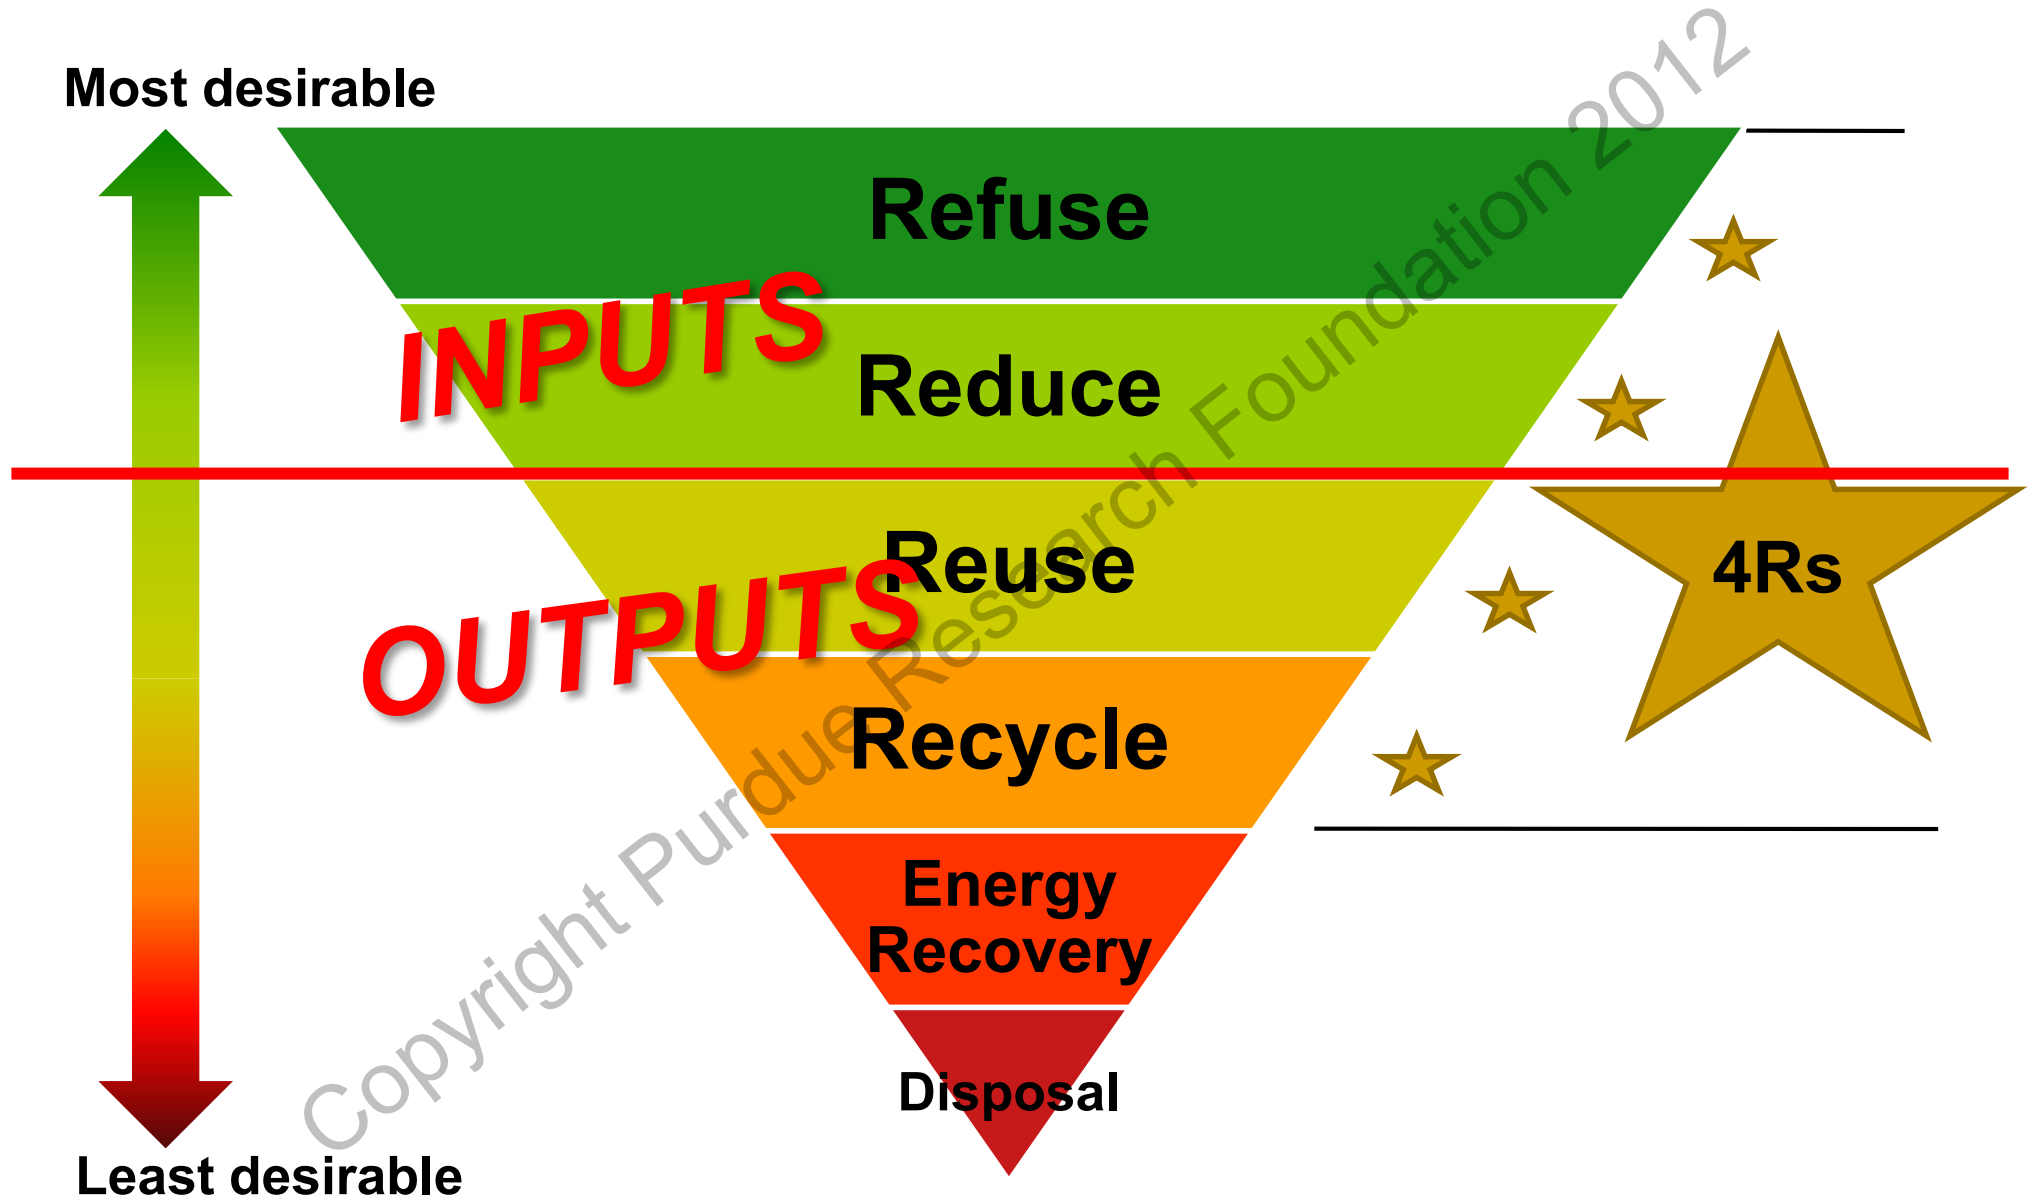 Most desirable
Refuse
INPUTS
Reduce
Reuse
4Rs
OUTPUTS
Recycle
Energy
Recovery
Disposal
Least desirable
Copyright Purdue Research Foundation 2012